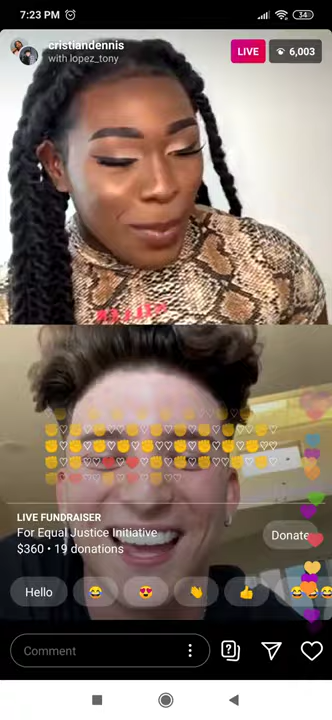 7:23 PM
34
cristiandennis
with lopez_tony
LIVE
6,003
LIVE FUNDRAISER
For Equal Justice Initiative
$360 • 19 donations
Donate
Hello
Comment